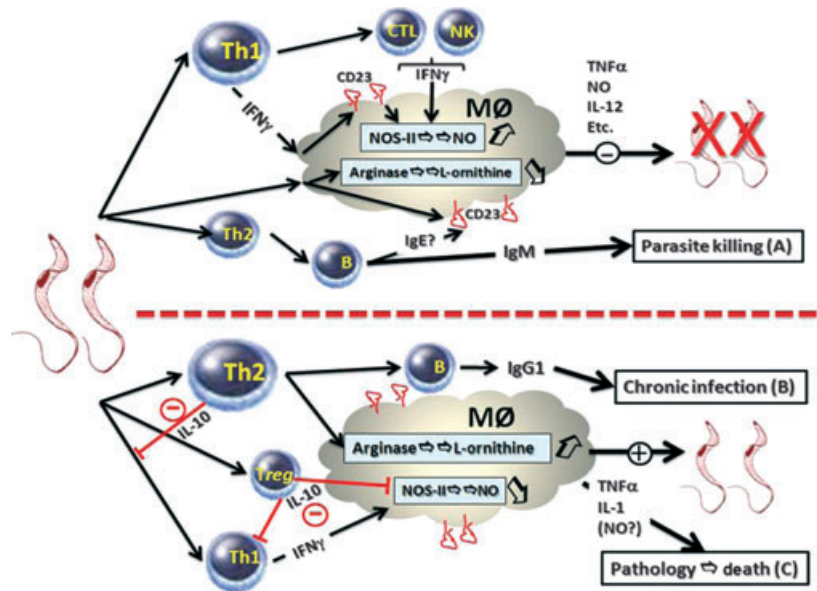 CTL NK
Th1
IFNγ
CD23
TNFα
NO
IL-12
Etc.
IFNγ
MØ
NOS-II⇨⇨NO
Arginase⇨⇨L-ornithine
−
XX
CD23
Th2
IgE?
B
IgM
Parasite killing (A)
Th2
B
IgG1
Chronic infection (B)
−
IL-10
MØ
Arginase⇨⇨L-ornithine
+
Treg
IL-10
−
NOS-II⇨⇨NO
TNFα
IL-1
(NO?)
Th1
IFNγ
Pathology ⇨ death (C)